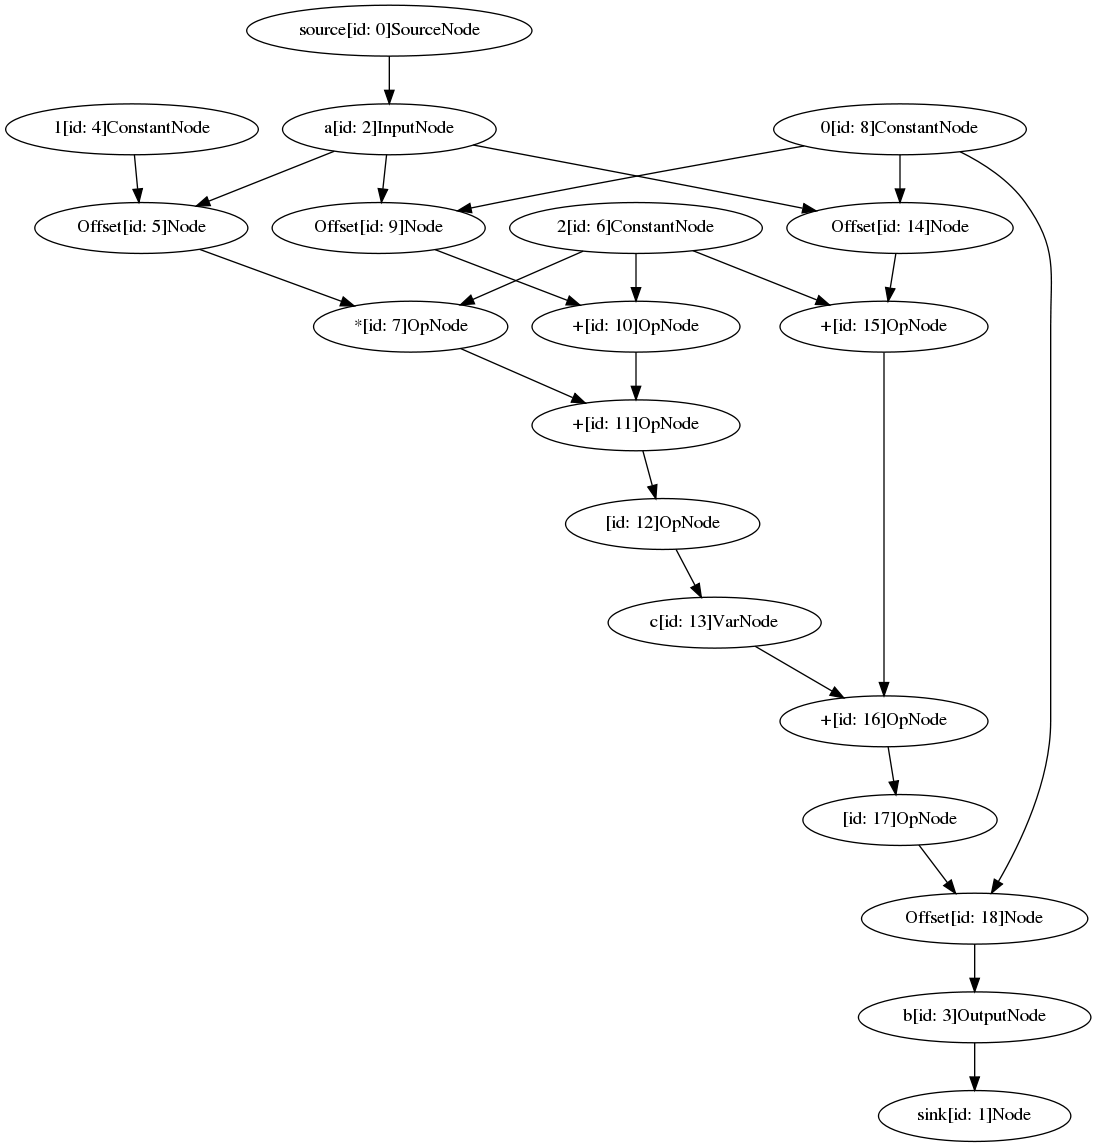 source[id: 0]SourceNode
1[id: 4]ConstantNode
a[id: 2]InputNode
0[id: 8]ConstantNode
Offset[id: 5]Node
Offset[id: 9]Node
2[id: 6]ConstantNode
Offset[id: 14]Node
*[id: 7]OpNode
+[id: 10]OpNode
+[id: 15]OpNode
+[id: 11]OpNode
[id: 12]OpNode
c[id: 13]VarNode
+[id: 16]OpNode
[id: 17]OpNode
Offset[id: 18]Node
b[id: 3]OutputNode
sink[id: 1]Node